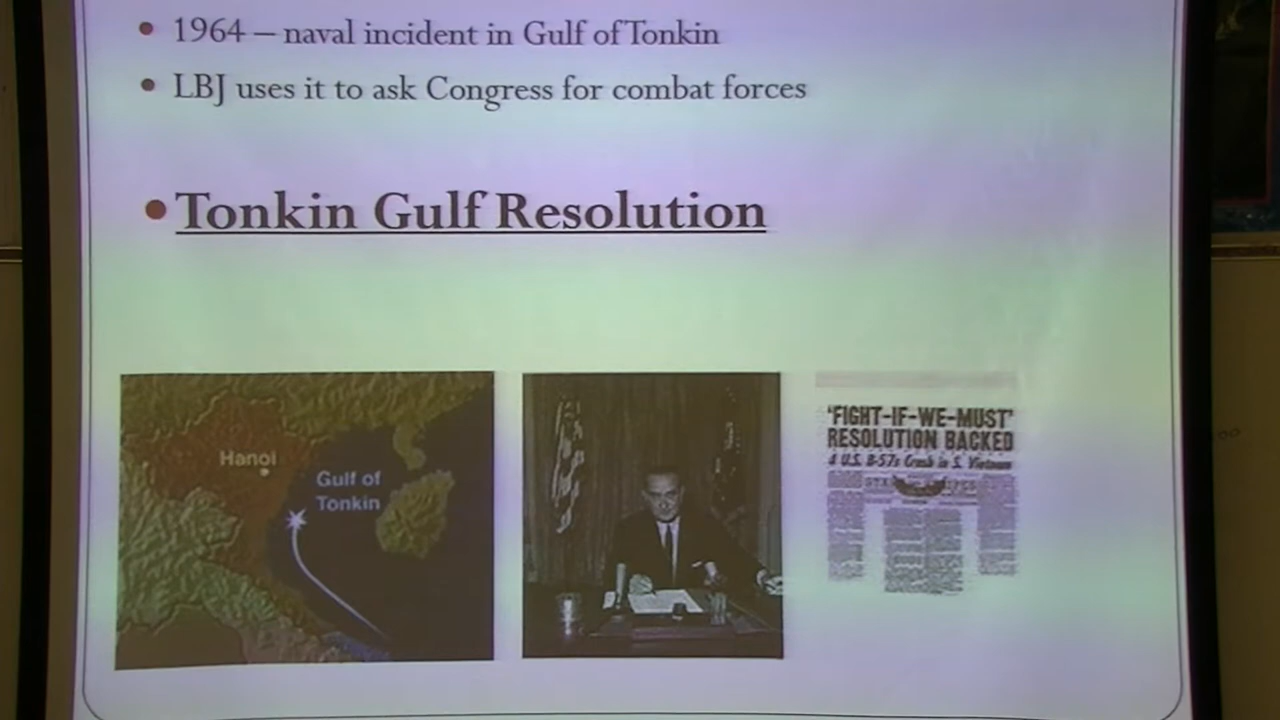 1964 – naval incident in Gulf of Tonkin
LBJ uses it to ask Congress for combat forces
Tonkin Gulf Resolution
Hanoi
Gulf of
Tonkin
'FIGHT-IF-WE-MUST'
RESOLUTION BACKED
4 U.S. B-57s Crash in S. Vietnam